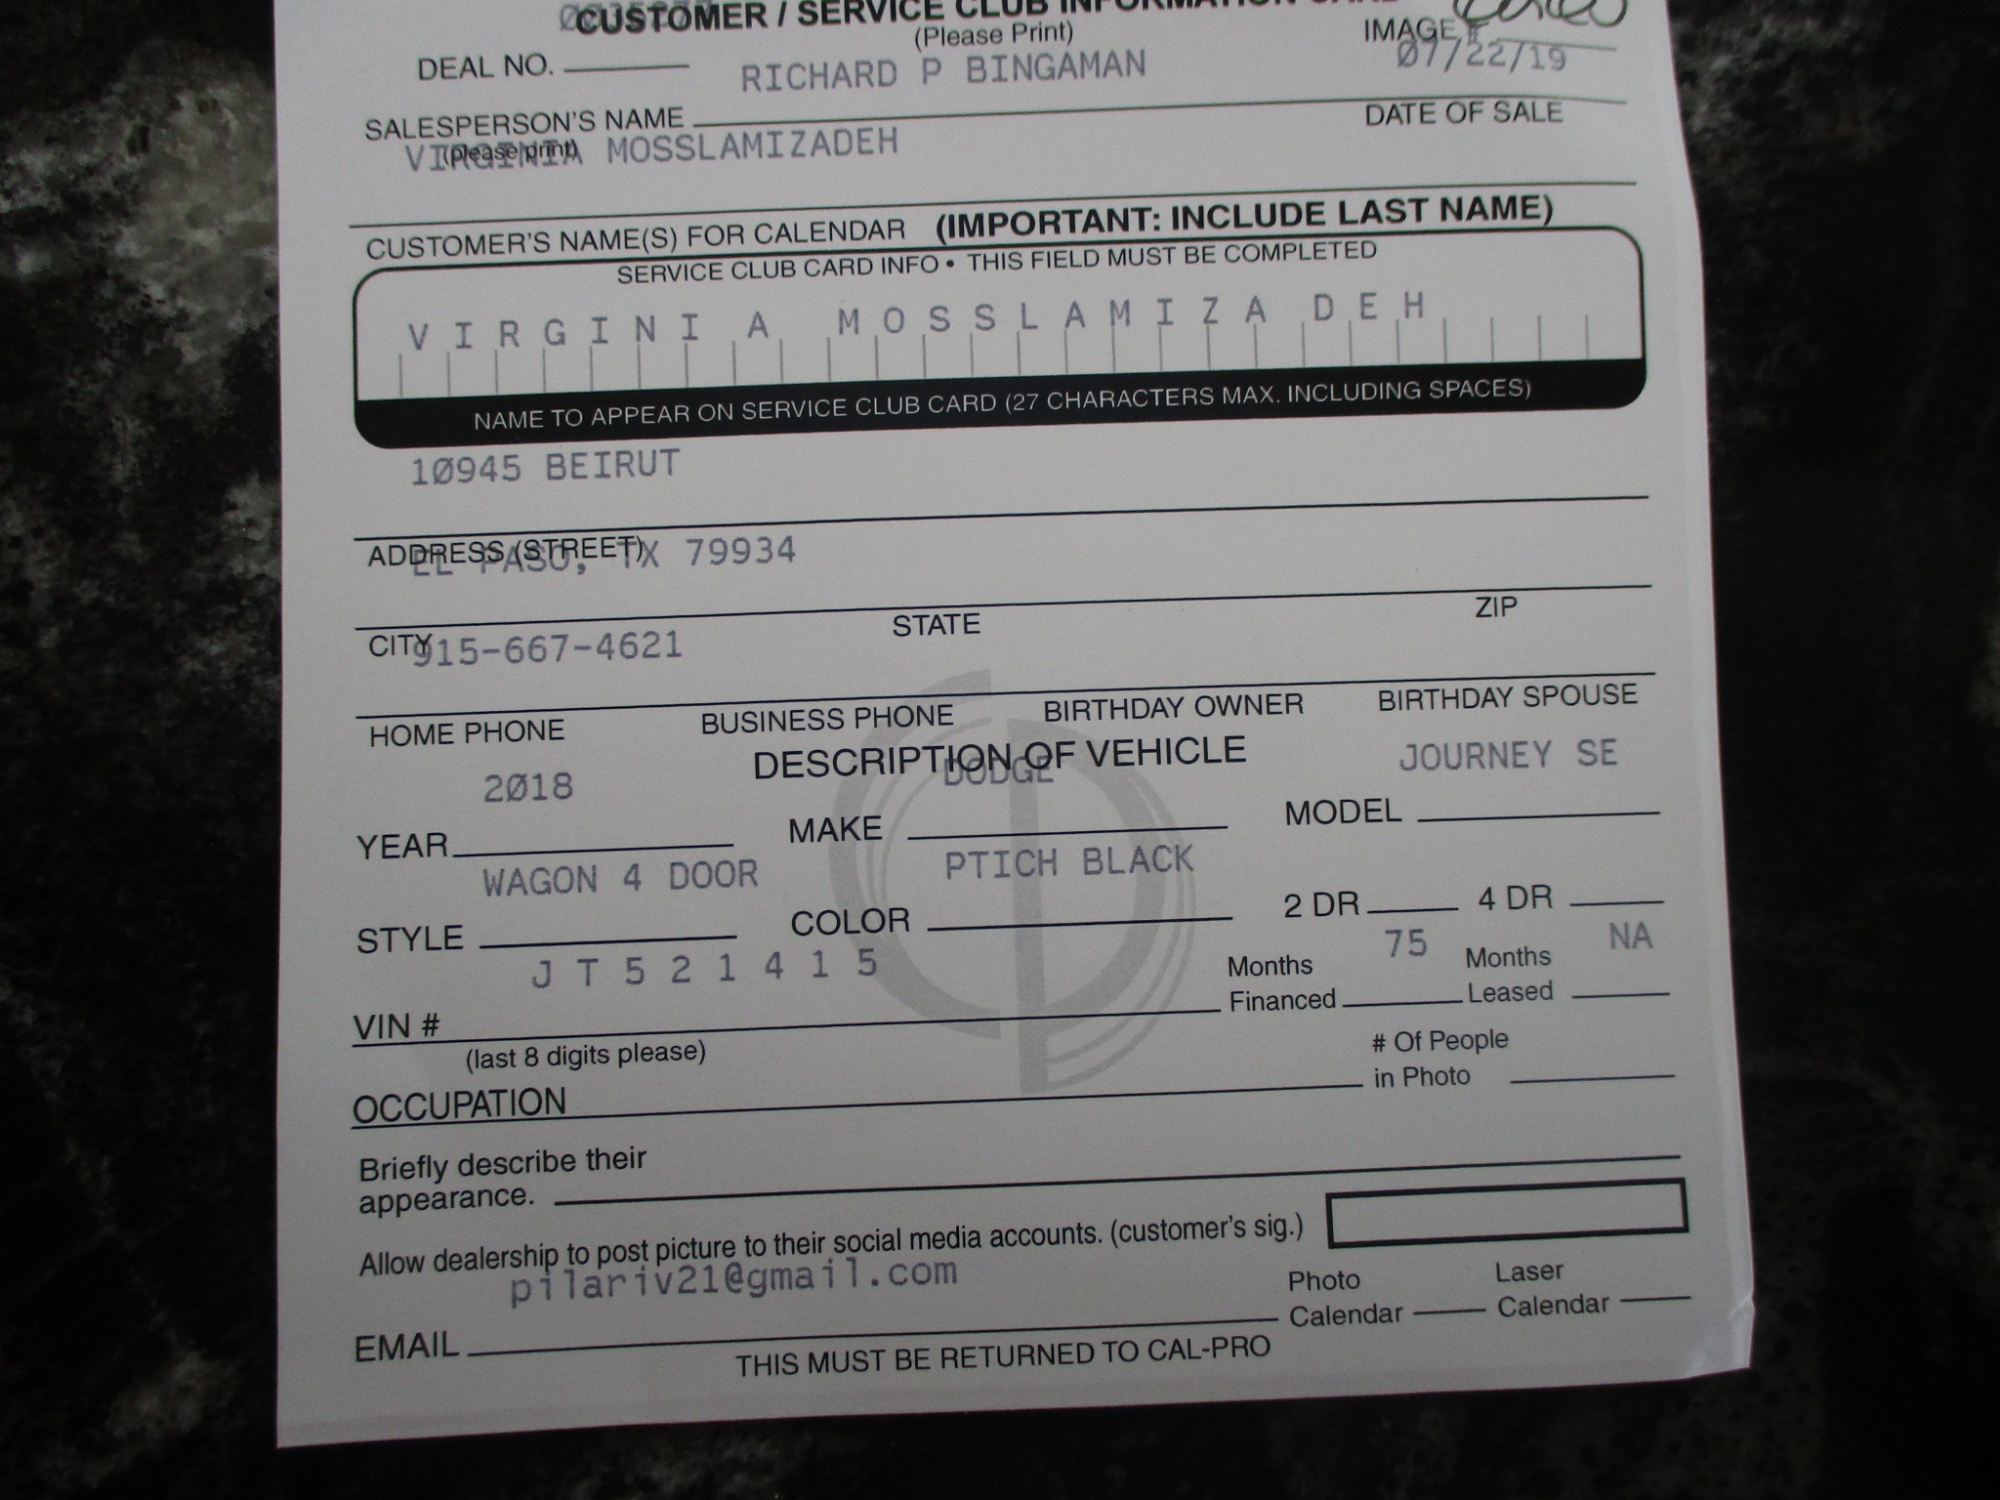 CUSTOMER / SERVICE CLUB INFORMATION
(Please Print)
IMAGE #
DEAL NO.
RICHARD P BINGAMAN
07/22/19
SALESPERSON'S NAME
DATE OF SALE
(please print)
VIRGINIA MOSSLAMIZADEH
CUSTOMER'S NAME(S) FOR CALENDAR (IMPORTANT: INCLUDE LAST NAME)
SERVICE CLUB CARD INFO • THIS FIELD MUST BE COMPLETED
VIRGINIA MOSSLAMIZADEH
NAME TO APPEAR ON SERVICE CLUB CARD (27 CHARACTERS MAX. INCLUDING SPACES)
10945 BEIRUT
ADDRESS (STREET)
EL PASO, TX 79934
CITY STATE ZIP
915-667-4621
HOME PHONE BUSINESS PHONE BIRTHDAY OWNER BIRTHDAY SPOUSE
DESCRIPTION OF VEHICLE
2018 DODGE JOURNEY SE
YEAR MAKE MODEL
WAGON 4 DOOR PTICH BLACK
STYLE COLOR 2 DR 4 DR
JT521415 75 NA
VIN # Months Financed Months Leased
(last 8 digits please)
OCCUPATION # Of People in Photo
Briefly describe their
appearance.
Allow dealership to post picture to their social media accounts. (customer's sig.)
pilariv21@gmail.com
EMAIL Photo Calendar Laser Calendar
THIS MUST BE RETURNED TO CAL-PRO